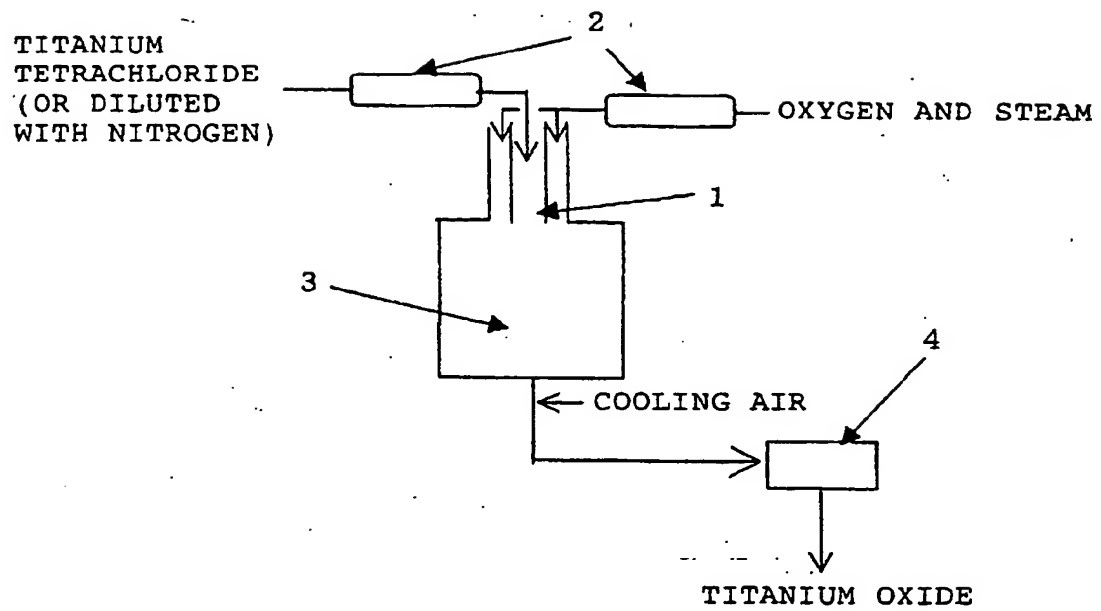 2
TITANIUM
TETRACHLORIDE
(OR DILUTED
WITH NITROGEN)
OXYGEN AND STEAM
1
3
4
COOLING AIR
TITANIUM OXIDE